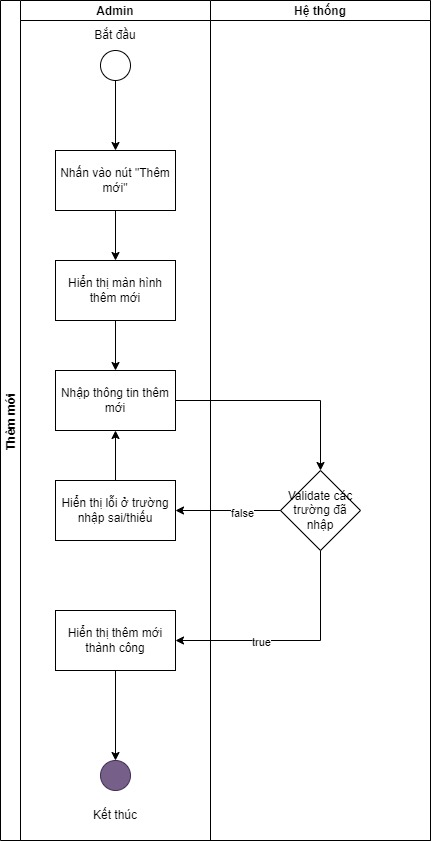 Admin
Hệ thống
Thêm mới
Bắt đầu
Nhấn vào nút "Thêm
mới"
Hiển thị màn hình
thêm mới
Nhập thông tin thêm
mới
Validate các
trường đã
nhập
Hiển thị lỗi ở trường
nhập sai/thiếu
false
Hiển thị thêm mới
thành công
true
Kết thúc